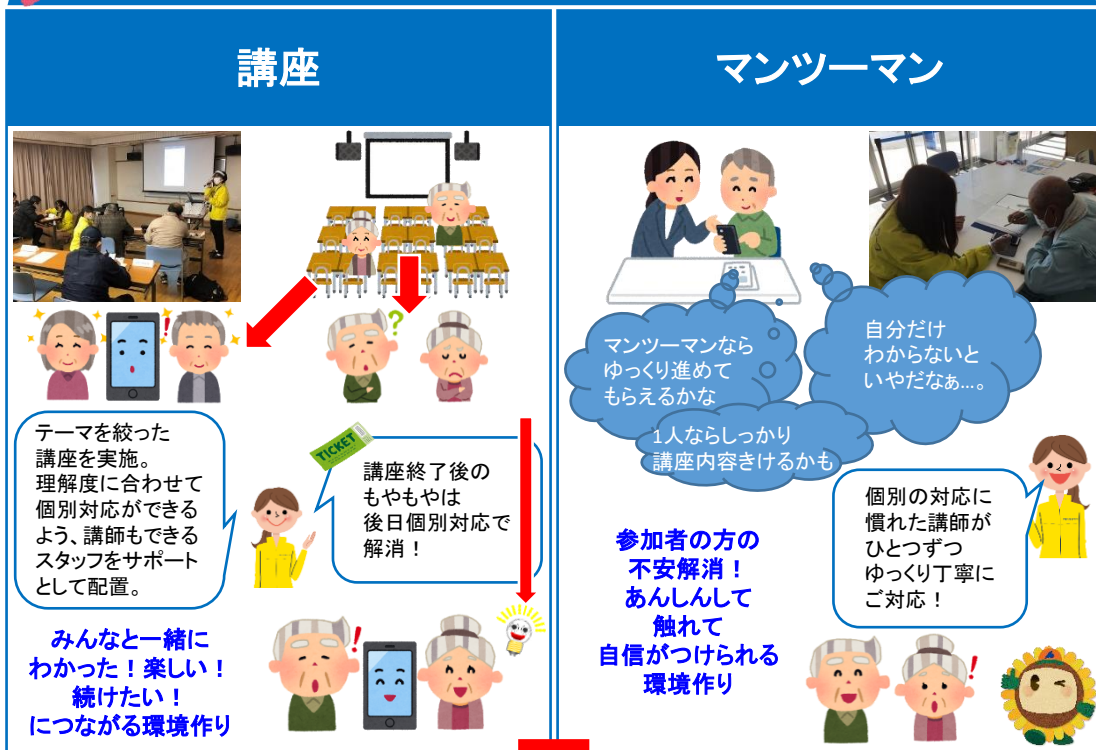 講座
マンツーマン
?
!
テーマを絞った
講座を実施。
理解度に合わせて
個別対応ができる
よう、講師もできる
スタッフをサポート
として配置。
TICKET
講座終了後の
もやもやは
後日個別対応で
解消！
みんなと一緒に
わかった！楽しい！
続けたい！
につながる環境作り
!
マンツーマンなら
ゆっくり進めて
もらえるかな
自分だけ
わからないと
いやだなぁ…。
1人ならしっかり
講座内容きけるかも
個別の対応に
慣れた講師が
ひとつずつ
ゆっくり丁寧に
ご対応！
参加者の方の
不安解消！
あんしんして
触れて
自信がつけられる
環境作り
!